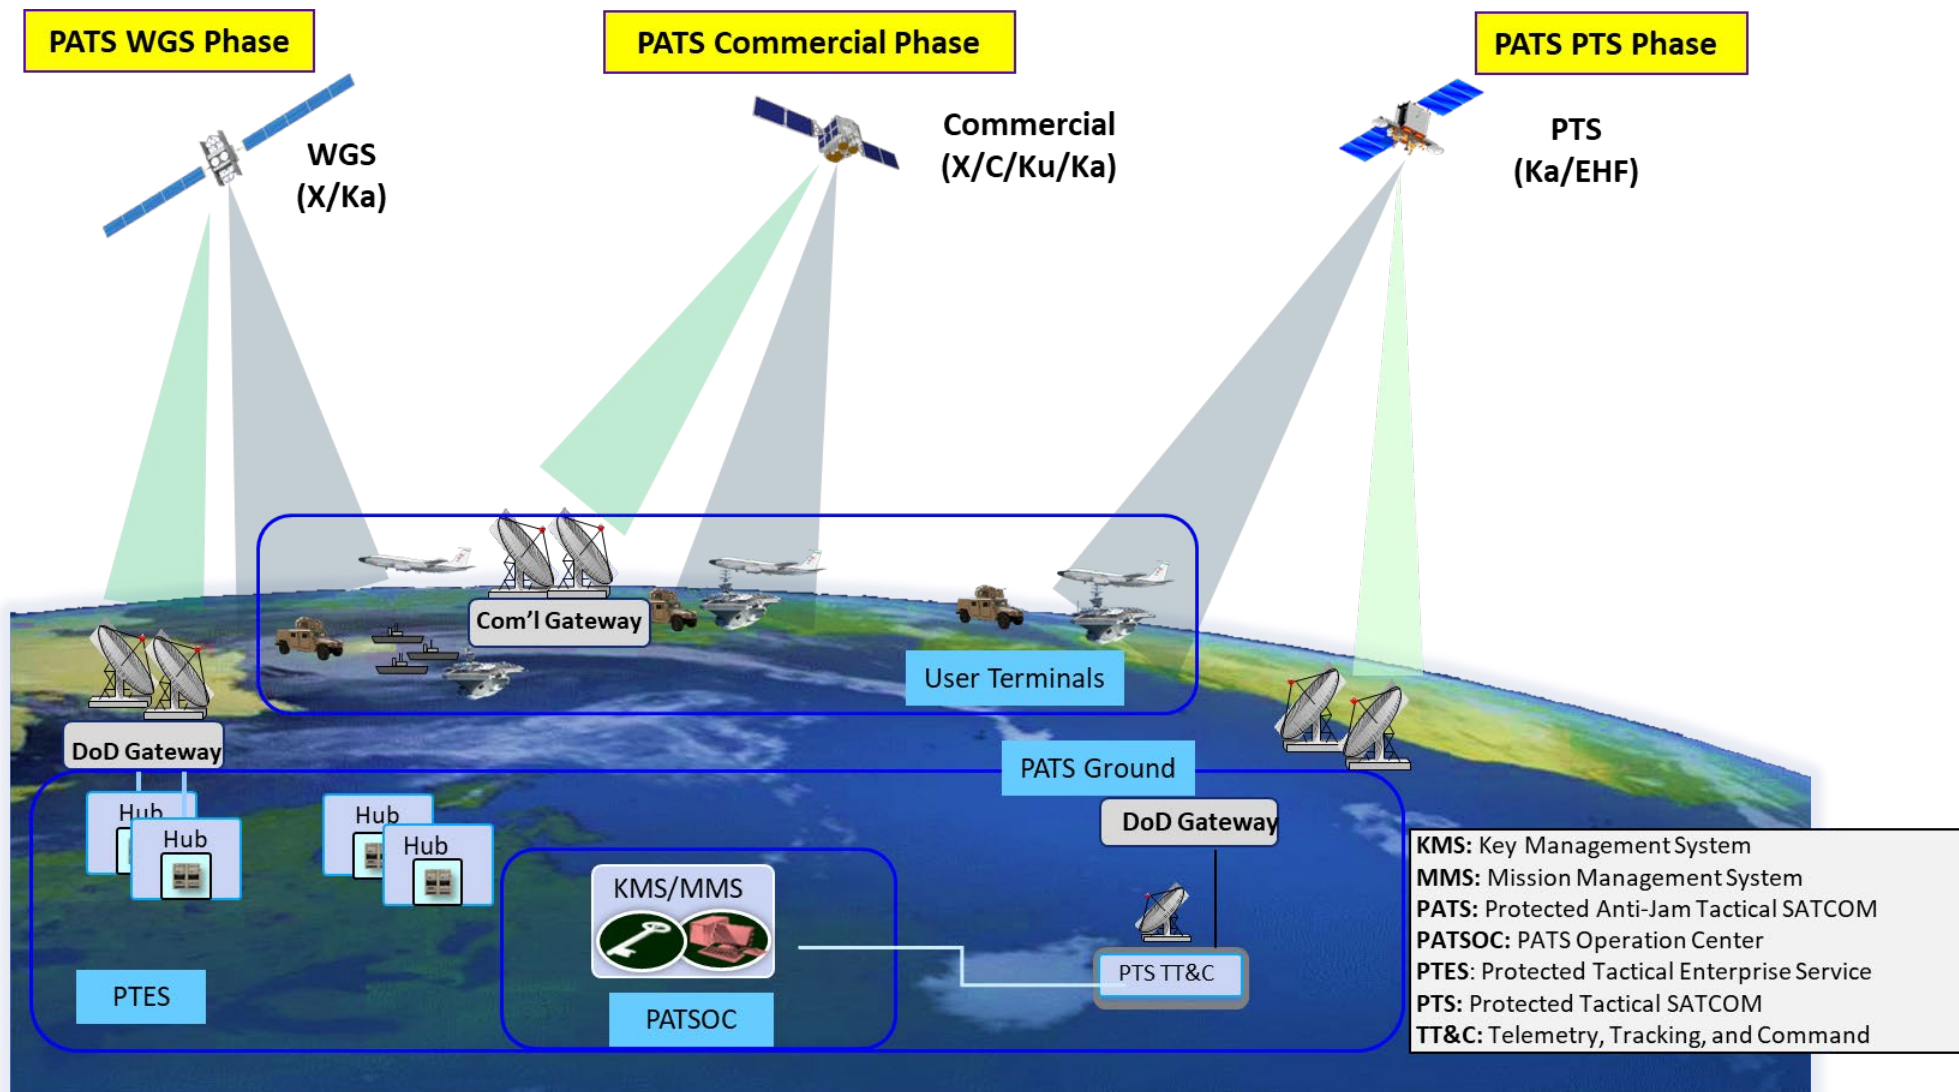 PATS WGS Phase
PATS Commercial Phase
PATS PTS Phase
WGS
(X/Ka)
Commercial
(X/C/Ku/Ka)
PTS
(Ka/EHF)
Com'l Gateway
User Terminals
DoD Gateway
PATS Ground
Hub
Hub
Hub
Hub
DoD Gateway
KMS/MMS
PTS TT&C
PTES
PATSOC
KMS: Key Management System
MMS: Mission Management System
PATS: Protected Anti-Jam Tactical SATCOM
PATSOC: PATS Operation Center
PTES: Protected Tactical Enterprise Service
PTS: Protected Tactical SATCOM
TT&C: Telemetry, Tracking, and Command